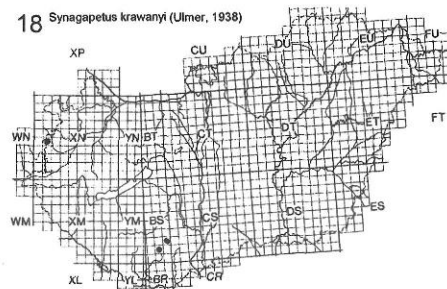 18 Synagapetus krawanyi (Ulmer, 1938)
XP CU DU EU FU
WN XN YN BT CT DT ET FT
WM XM YM BS CS DS ES
XL YL BR CR